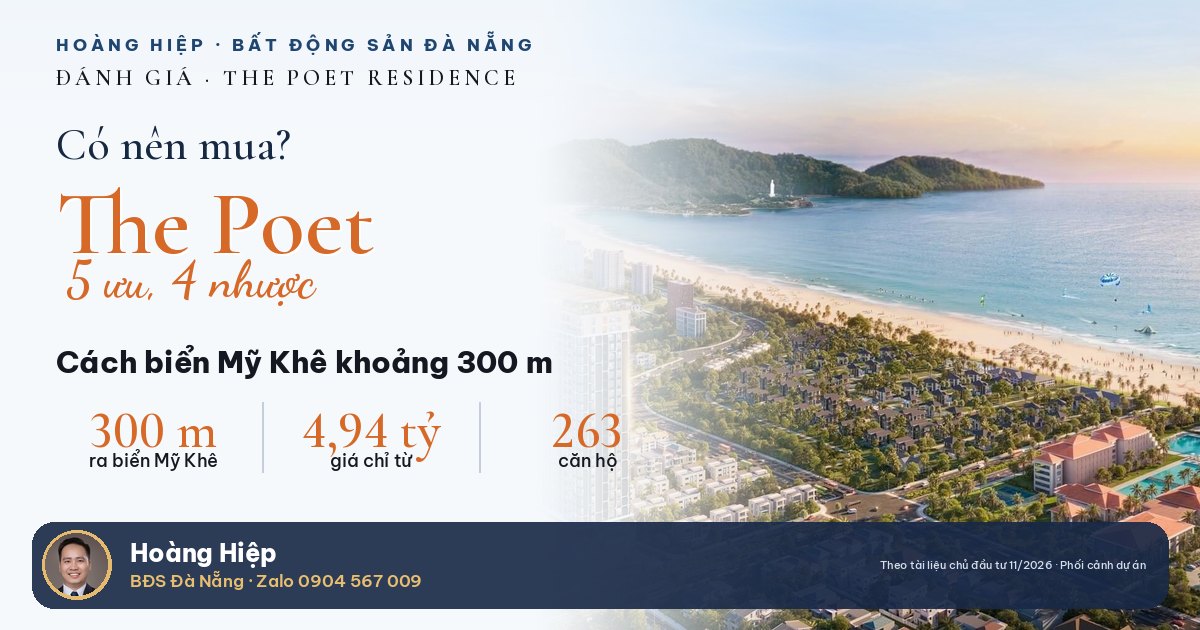 HOÀNG HIỆP · BẤT ĐỘNG SẢN ĐÀ NẴNG
ĐÁNH GIÁ · THE POET RESIDENCE
Có nên mua?
The Poet
5 ưu, 4 nhược
Cách biển Mỹ Khê khoảng 300 m
300 m
ra biển Mỹ Khê
4,94 tỷ
giá chỉ từ
263
căn hộ
Hoàng Hiệp
BĐS Đà Nẵng · Zalo 0904 567 009
Theo tài liệu chủ đầu tư 11/2026 · Phối cảnh dự án